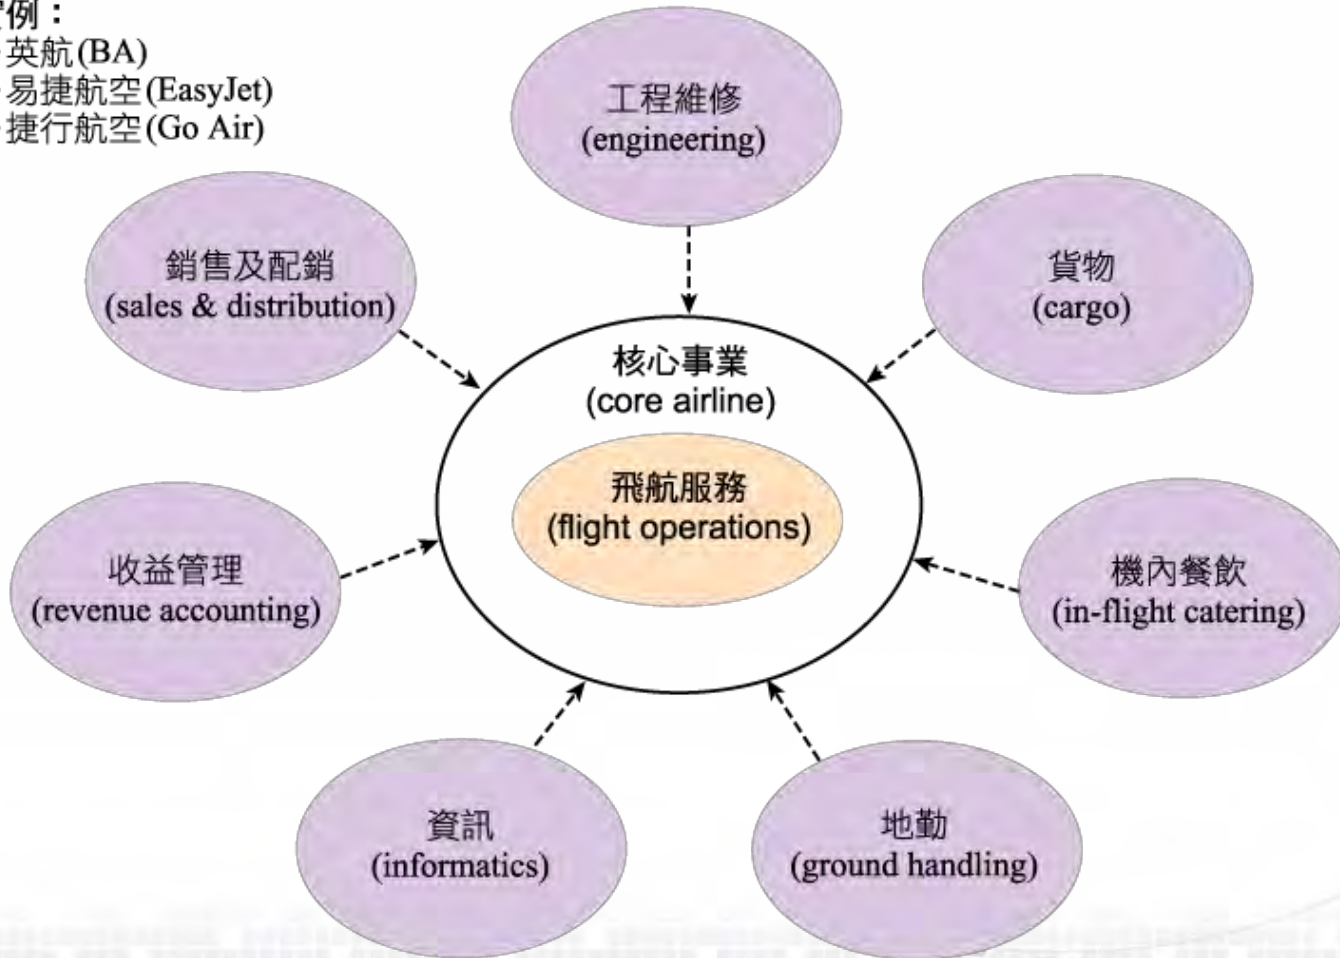 實例：
英航(BA)
易捷航空(EasyJet)
捷行航空(Go Air)
工程維修
(engineering)
銷售及配銷
(sales & distribution)
貨物
(cargo)
核心事業
(core airline)
飛航服務
(flight operations)
收益管理
(revenue accounting)
機內餐飲
(in-flight catering)
資訊
(informatics)
地勤
(ground handling)